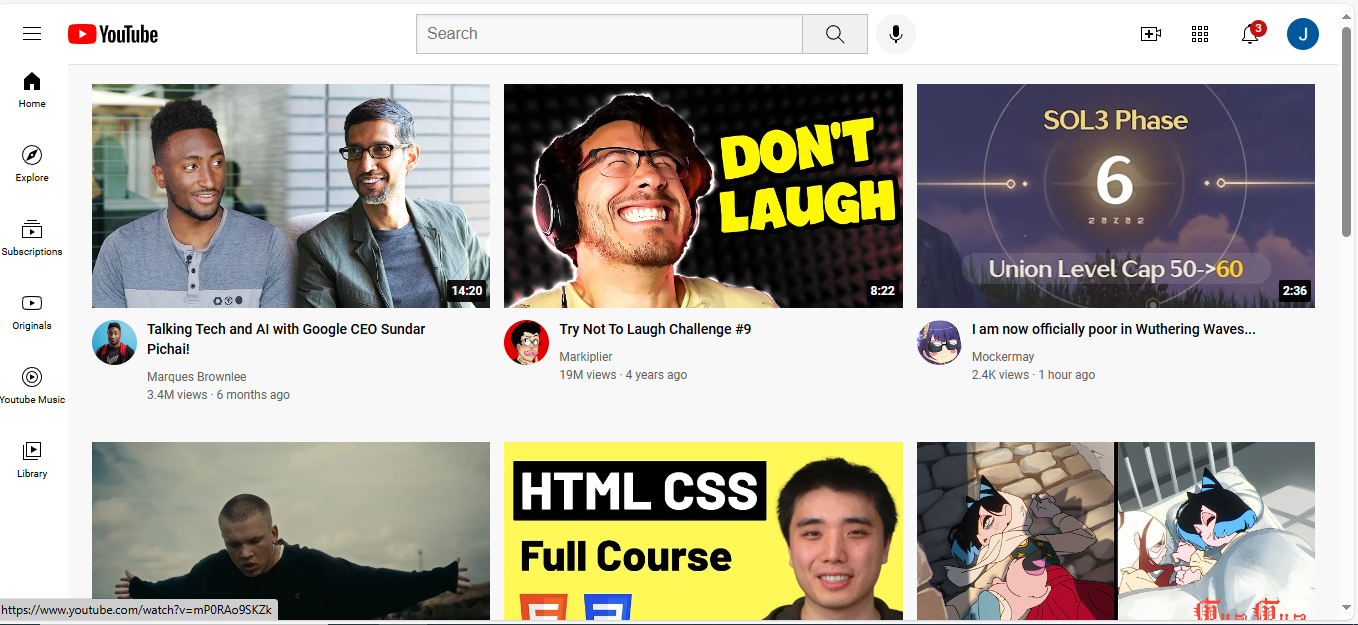 YouTube
Search
3
J
Home
Explore
Subscriptions
Originals
Youtube Music
Library
14:20
Talking Tech and AI with Google CEO Sundar
Pichai!
Marques Brownlee
3.4M views · 6 months ago
DON'T
LAUGH
8:22
Try Not To Laugh Challenge #9
Markiplier
19M views · 4 years ago
SOL3 Phase
6
Union Level Cap 50->60
2:36
I am now officially poor in Wuthering Waves...
Mockermay
2.4K views · 1 hour ago
HTML CSS
Full Course
https://www.youtube.com/watch?v=mP0RAo9SKZk